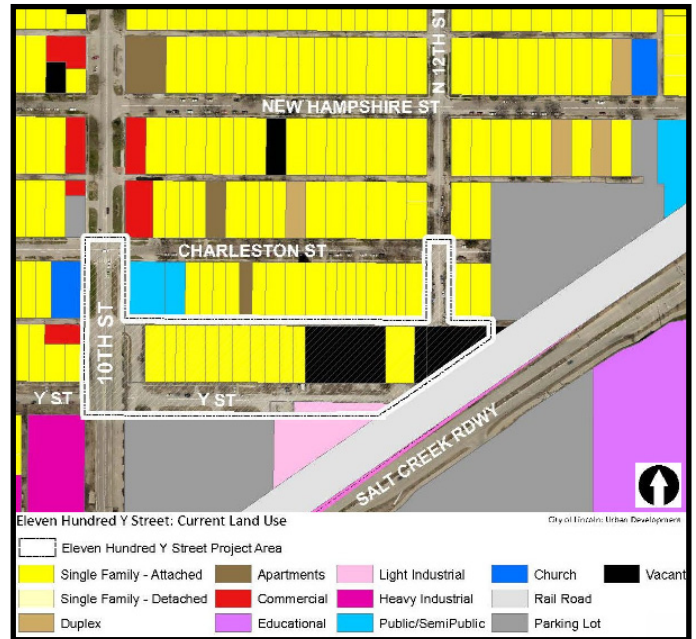 N 12TH ST
NEW HAMPSHIRE ST
CHARLESTON ST
10TH ST
Y ST
Y ST
SALT CREEK RDWY
Eleven Hundred Y Street: Current Land Use
City of Lincoln: Urban Development
Eleven Hundred Y Street Project Area
Single Family - Attached
Apartments
Light Industrial
Church
Vacant
Single Family - Detached
Commercial
Heavy Industrial
Rail Road
Duplex
Educational
Public/SemiPublic
Parking Lot